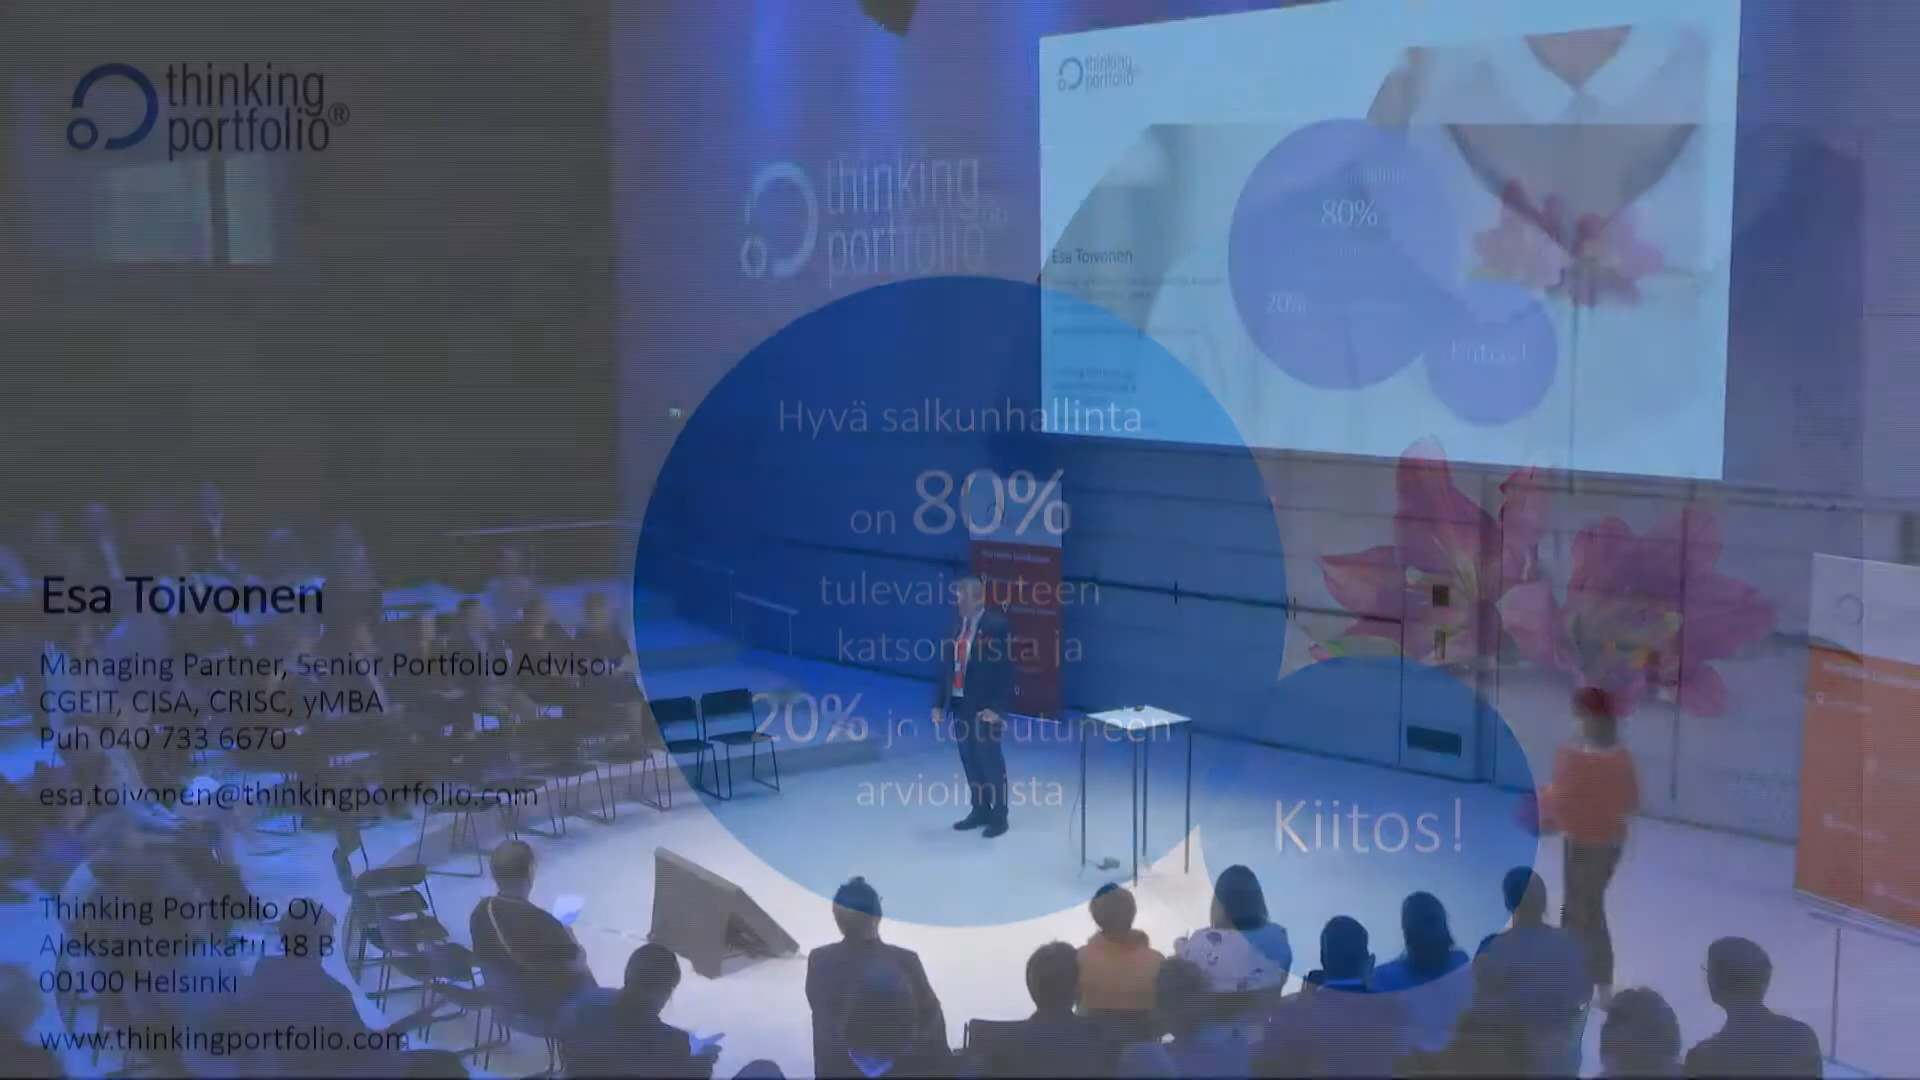 thinking
portfolio®
thinking
portfolio
thinking
portfolio
80%
Esa Toivonen
20%
Kiitos!
Hyvä salkunhallinta
on 80%
tulevaisuuteen
katsomista ja
20% jo toteutuneen
arvioimista
Kiitos!
Esa Toivonen
Managing Partner, Senior Portfolio Advisor
CGEIT, CISA, CRISC, yMBA
Puh 040 733 6670
esa.toivonen@thinkingportfolio.com
Thinking Portfolio Oy
Aleksanterinkatu 48 B
00100 Helsinki
www.thinkingportfolio.com